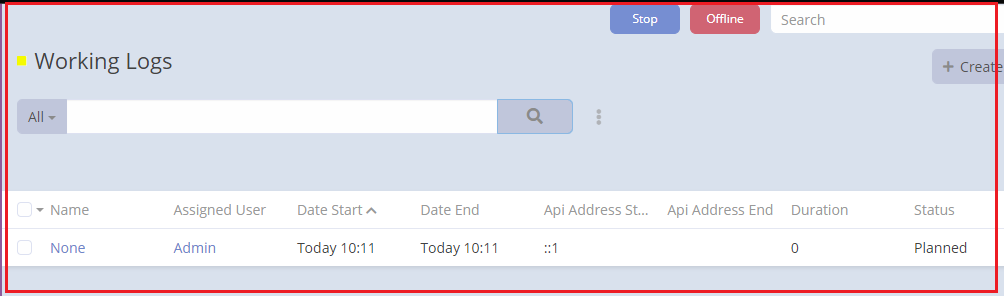 Stop Offline Search
Working Logs
+ Create
All
Name Assigned User Date Start Date End Api Address St... Api Address End Duration Status
None Admin Today 10:11 Today 10:11 ::1 0 Planned